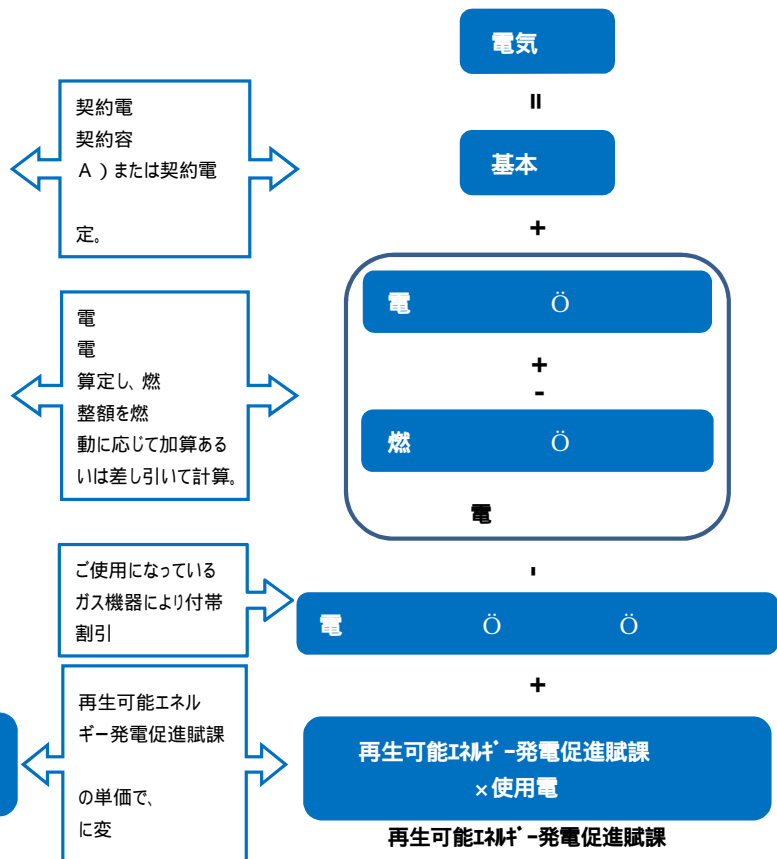 電気
=
契約電
契約容
A)または契約電
定。
基本
+
電 Ö
+
-
燃 Ö
電
電
電
算定し、燃
整額を燃
動に応じて加算ある
いは差し引いて計算。
-
ご使用になっている
ガス機器により付帯
割引
電 Ö Ö
+
再生可能エネル
ギー発電促進賦課
の単価で、
に変
再生可能ｴﾈﾙｷﾞｰ発電促進賦課
×使用電
再生可能ｴﾈﾙｷﾞｰ発電促進賦課